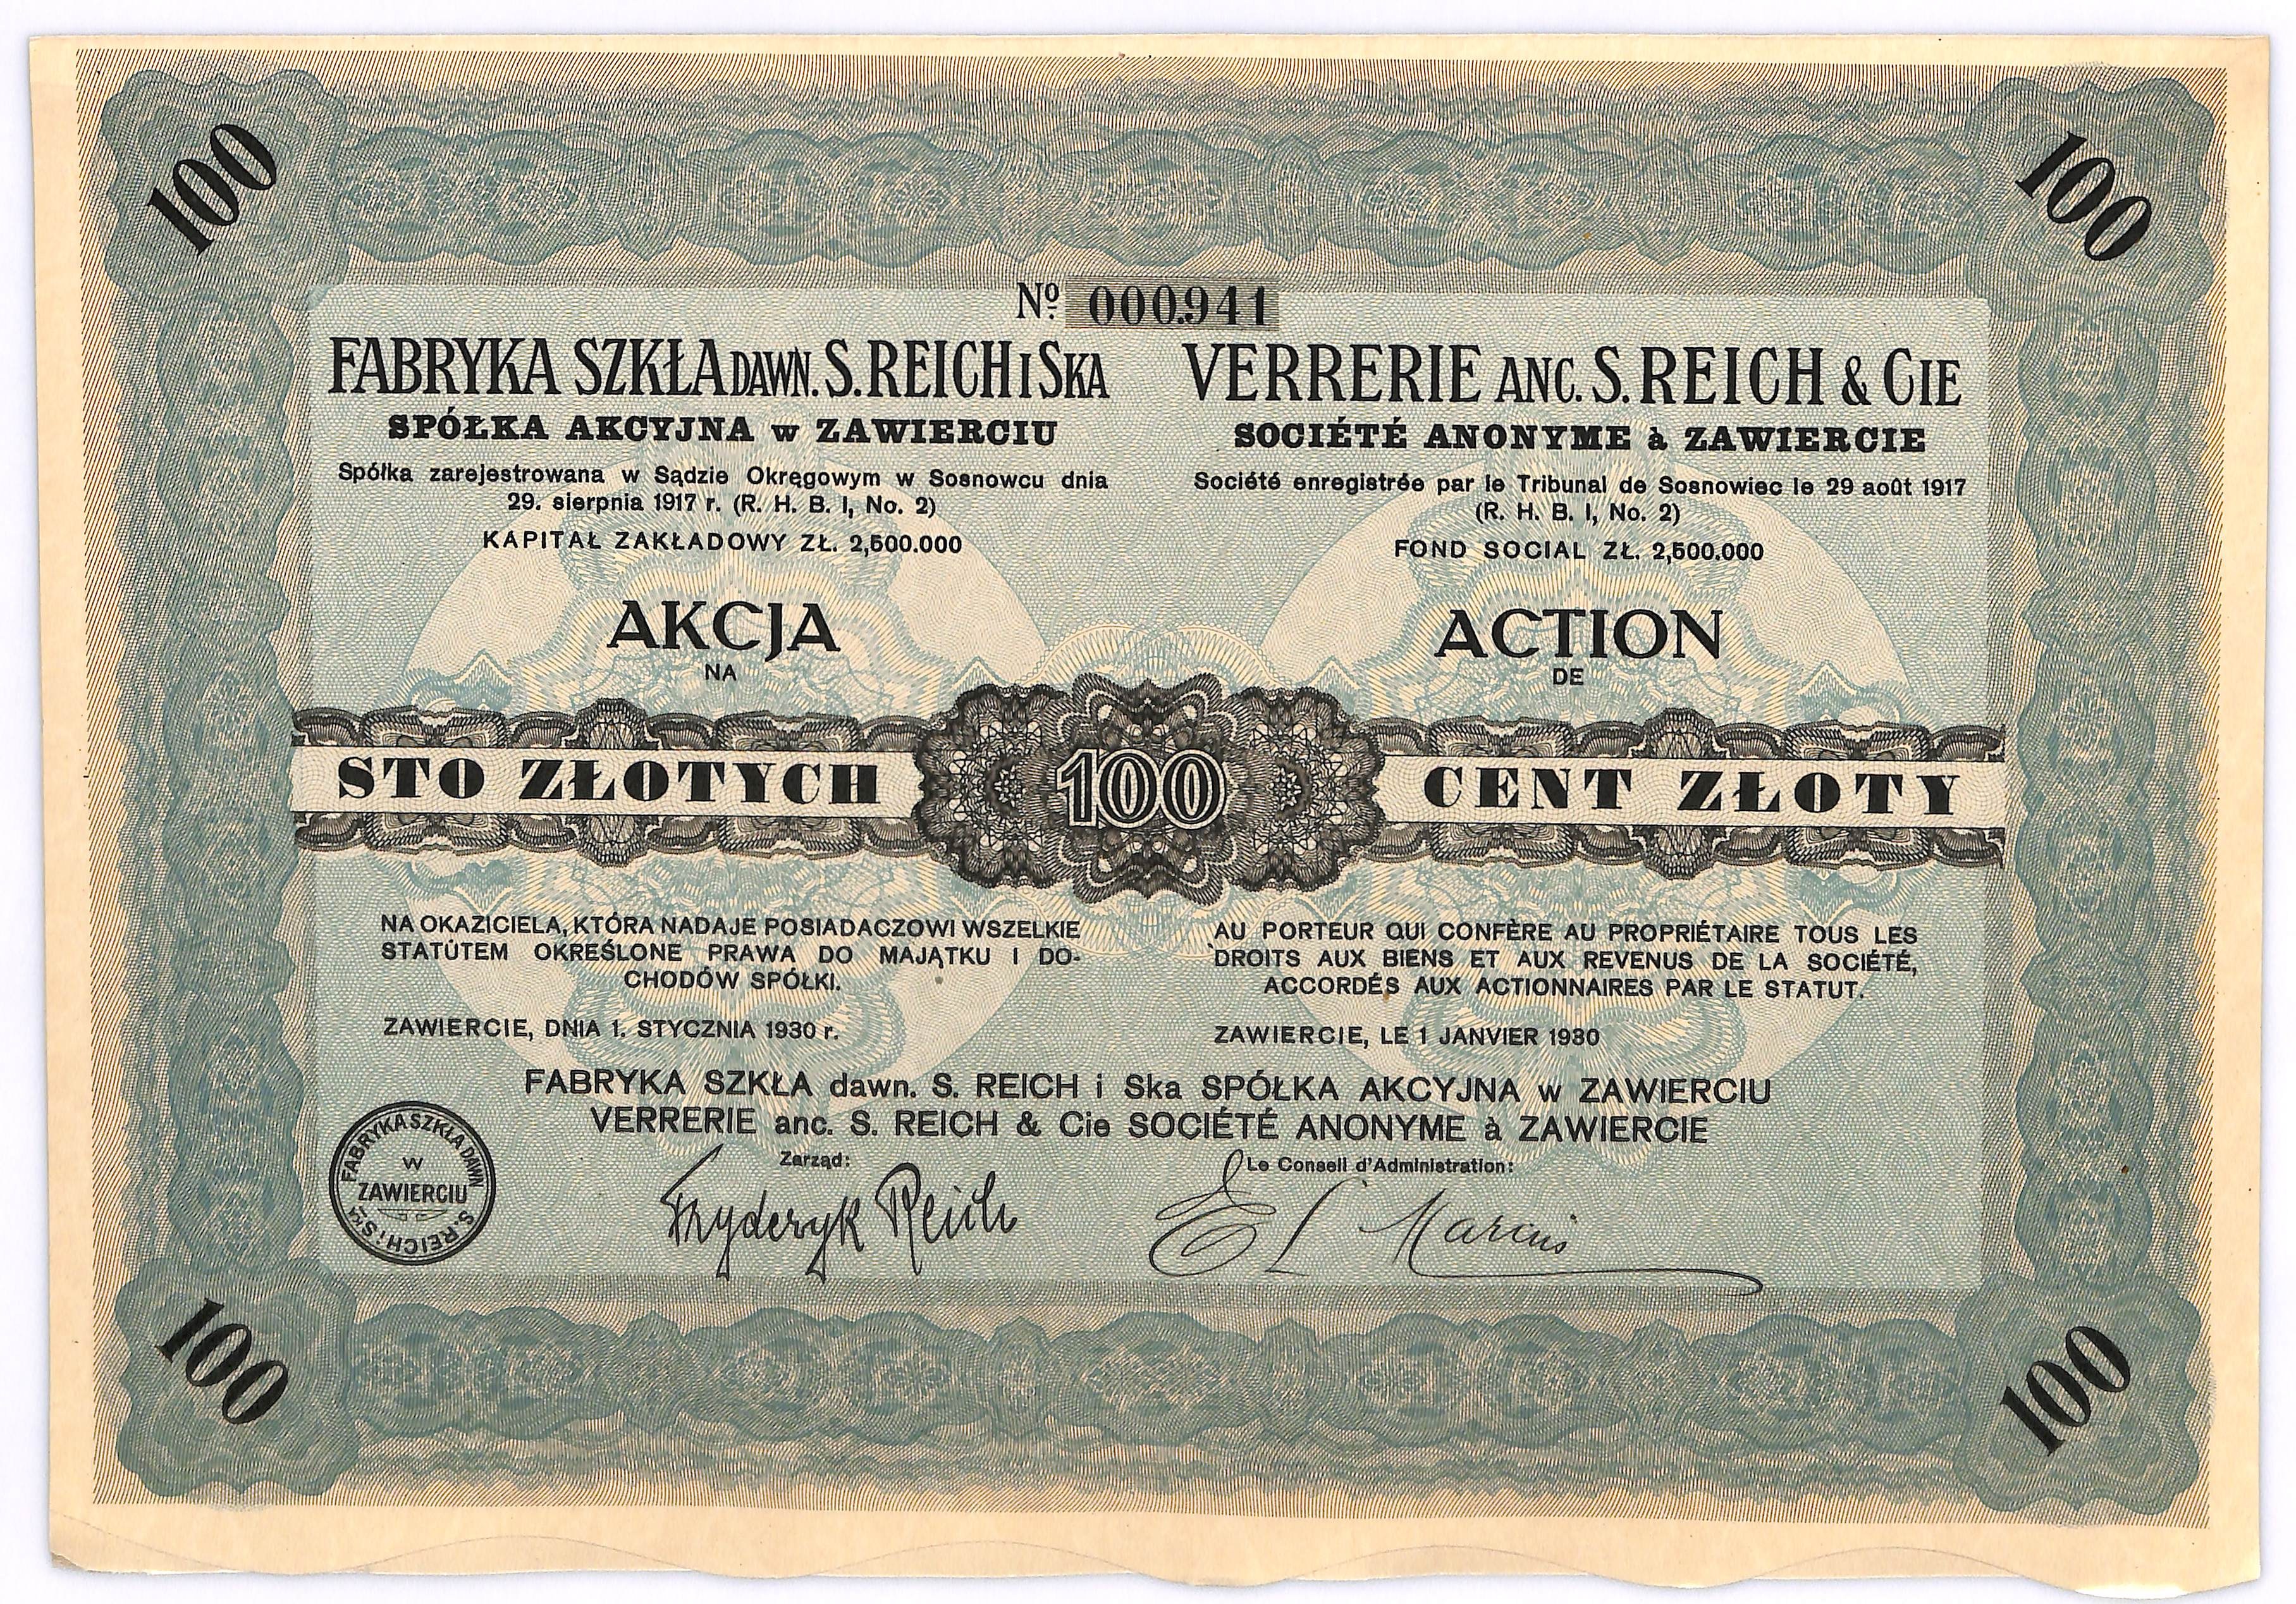 100
100
Nº 000941
FABRYKA SZKŁA DAWN. S. REICH i SKA
SPÓŁKA AKCYJNA w ZAWIERCIU
Spółka zarejestrowana w Sądzie Okręgowym w Sosnowcu dnia
29. sierpnia 1917 r. (R. H. B. I, No. 2)
KAPITAŁ ZAKŁADOWY ZŁ. 2,500.000
AKCJA
NA
STO ZŁOTYCH
100
NA OKAZICIELA, KTÓRA NADAJE POSIADACZOWI WSZELKIE
STATUTEM OKREŚLONE PRAWA DO MAJĄTKU I DO-
CHODÓW SPÓŁKI.
ZAWIERCIE, DNIA 1. STYCZNIA 1930 r.
VERRERIE ANC. S. REICH & CIE
SOCIÉTÉ ANONYME à ZAWIERCIE
Société enregistrée par le Tribunal de Sosnowiec le 29 août 1917
(R. H. B. I, No. 2)
FOND SOCIAL ZŁ. 2,500.000
ACTION
DE
CENT ZŁOTY
AU PORTEUR QUI CONFÈRE AU PROPRIÉTAIRE TOUS LES
DROITS AUX BIENS ET AUX REVENUS DE LA SOCIÉTÉ,
ACCORDÉS AUX ACTIONNAIRES PAR LE STATUT.
ZAWIERCIE, LE 1 JANVIER 1930
FABRYKA SZKŁA dawn. S. REICH i Ska SPÓŁKA AKCYJNA w ZAWIERCIU
VERRERIE anc. S. REICH & Cie SOCIÉTÉ ANONYME à ZAWIERCIE
Zarząd:
Le Conseil d'Administration:
FABRYKA SZKŁA DAWN.
S. REICH i SKA
W
ZAWIERCIU
Fryderyk Reich
E L Marcus
100
100